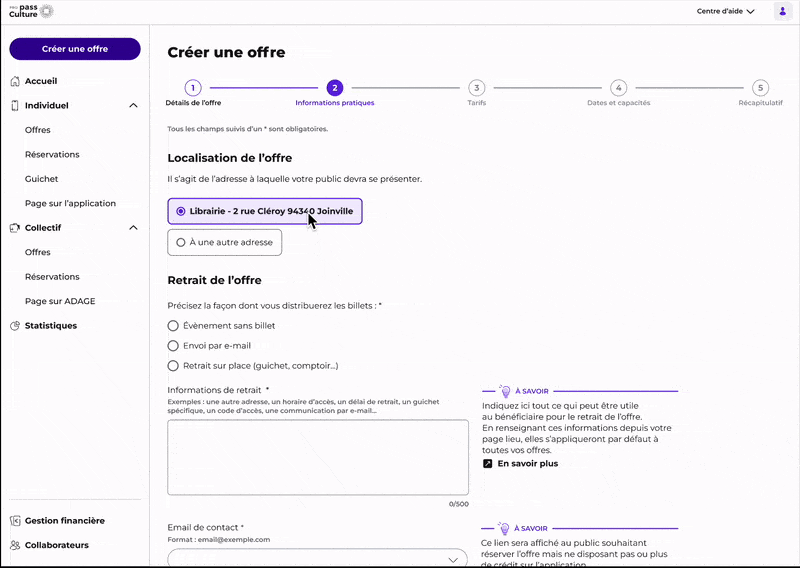 PRO pass Culture
Centre d'aide
Créer une offre
Accueil
Individuel
Offres
Réservations
Guichet
Page sur l'application
Collectif
Offres
Réservations
Page sur ADAGE
Statistiques
Gestion financière
Collaborateurs
Créer une offre
1 2 3 4 5
Détails de l'offre Informations pratiques Tarifs Dates et capacités Récapitulatif
Tous les champs suivis d'un * sont obligatoires.
Localisation de l'offre
Il s'agit de l'adresse à laquelle votre public devra se présenter.
Librairie - 2 rue Cléroy 94340 Joinville
À une autre adresse
Retrait de l'offre
Précisez la façon dont vous distribuerez les billets : *
Évènement sans billet
Envoi par e-mail
Retrait sur place (guichet, comptoir...)
Informations de retrait *
Exemples : une autre adresse, un horaire d'accès, un délai de retrait, un guichet
spécifique, un code d'accès, une communication par e-mail...
0/500
À SAVOIR
Indiquez ici tout ce qui peut être utile
au bénéficiaire pour le retrait de l'offre.
En renseignant ces informations depuis votre
page lieu, elles s'appliqueront par défaut à
toutes vos offres.
En savoir plus
Email de contact *
Format : email@exemple.com
À SAVOIR
Ce lien sera affiché au public souhaitant
réserver l'offre mais ne disposant pas ou plus
de crédit sur l'application.